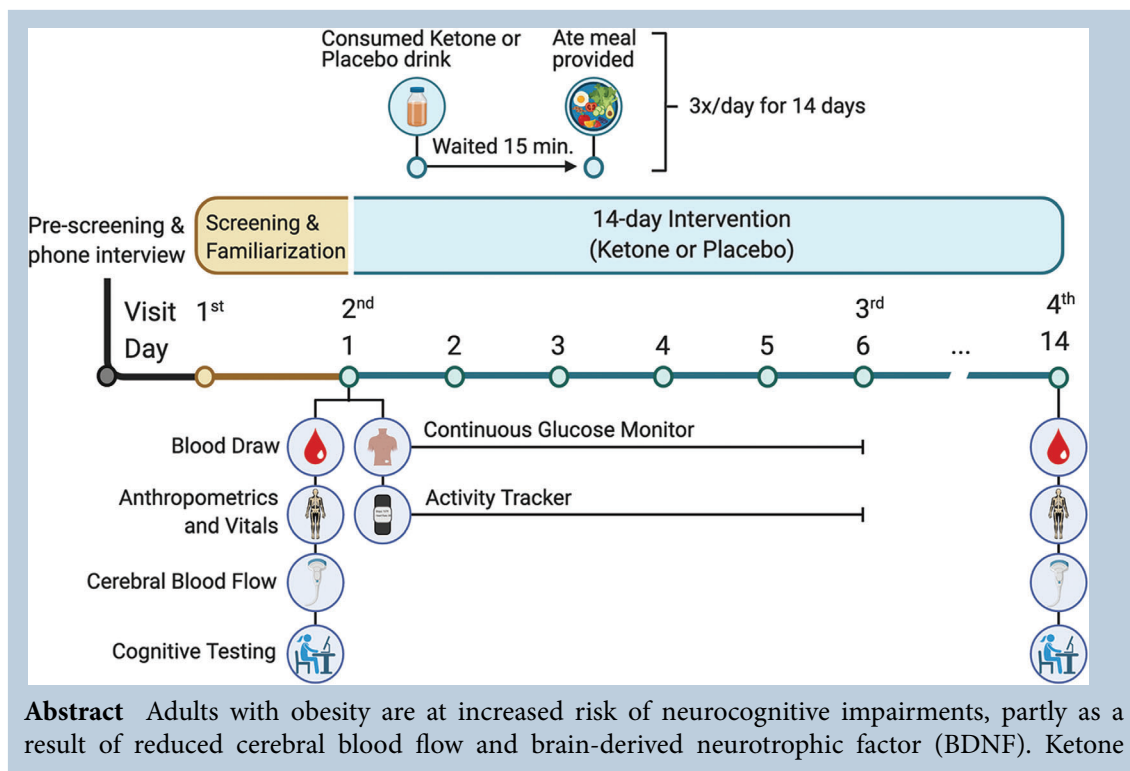 Consumed Ketone or
Placebo drink
Ate meal
provided
3x/day for 14 days
Waited 15 min.
Pre-screening &
phone interview
Screening &
Familiarization
14-day Intervention
(Ketone or Placebo)
Visit 1st 2nd 3rd 4th
Day 1 2 3 4 5 6 ... 14
Blood Draw
Continuous Glucose Monitor
Anthropometrics
and Vitals
Activity Tracker
Cerebral Blood Flow
Cognitive Testing
Abstract Adults with obesity are at increased risk of neurocognitive impairments, partly as a
result of reduced cerebral blood flow and brain-derived neurotrophic factor (BDNF). Ketone